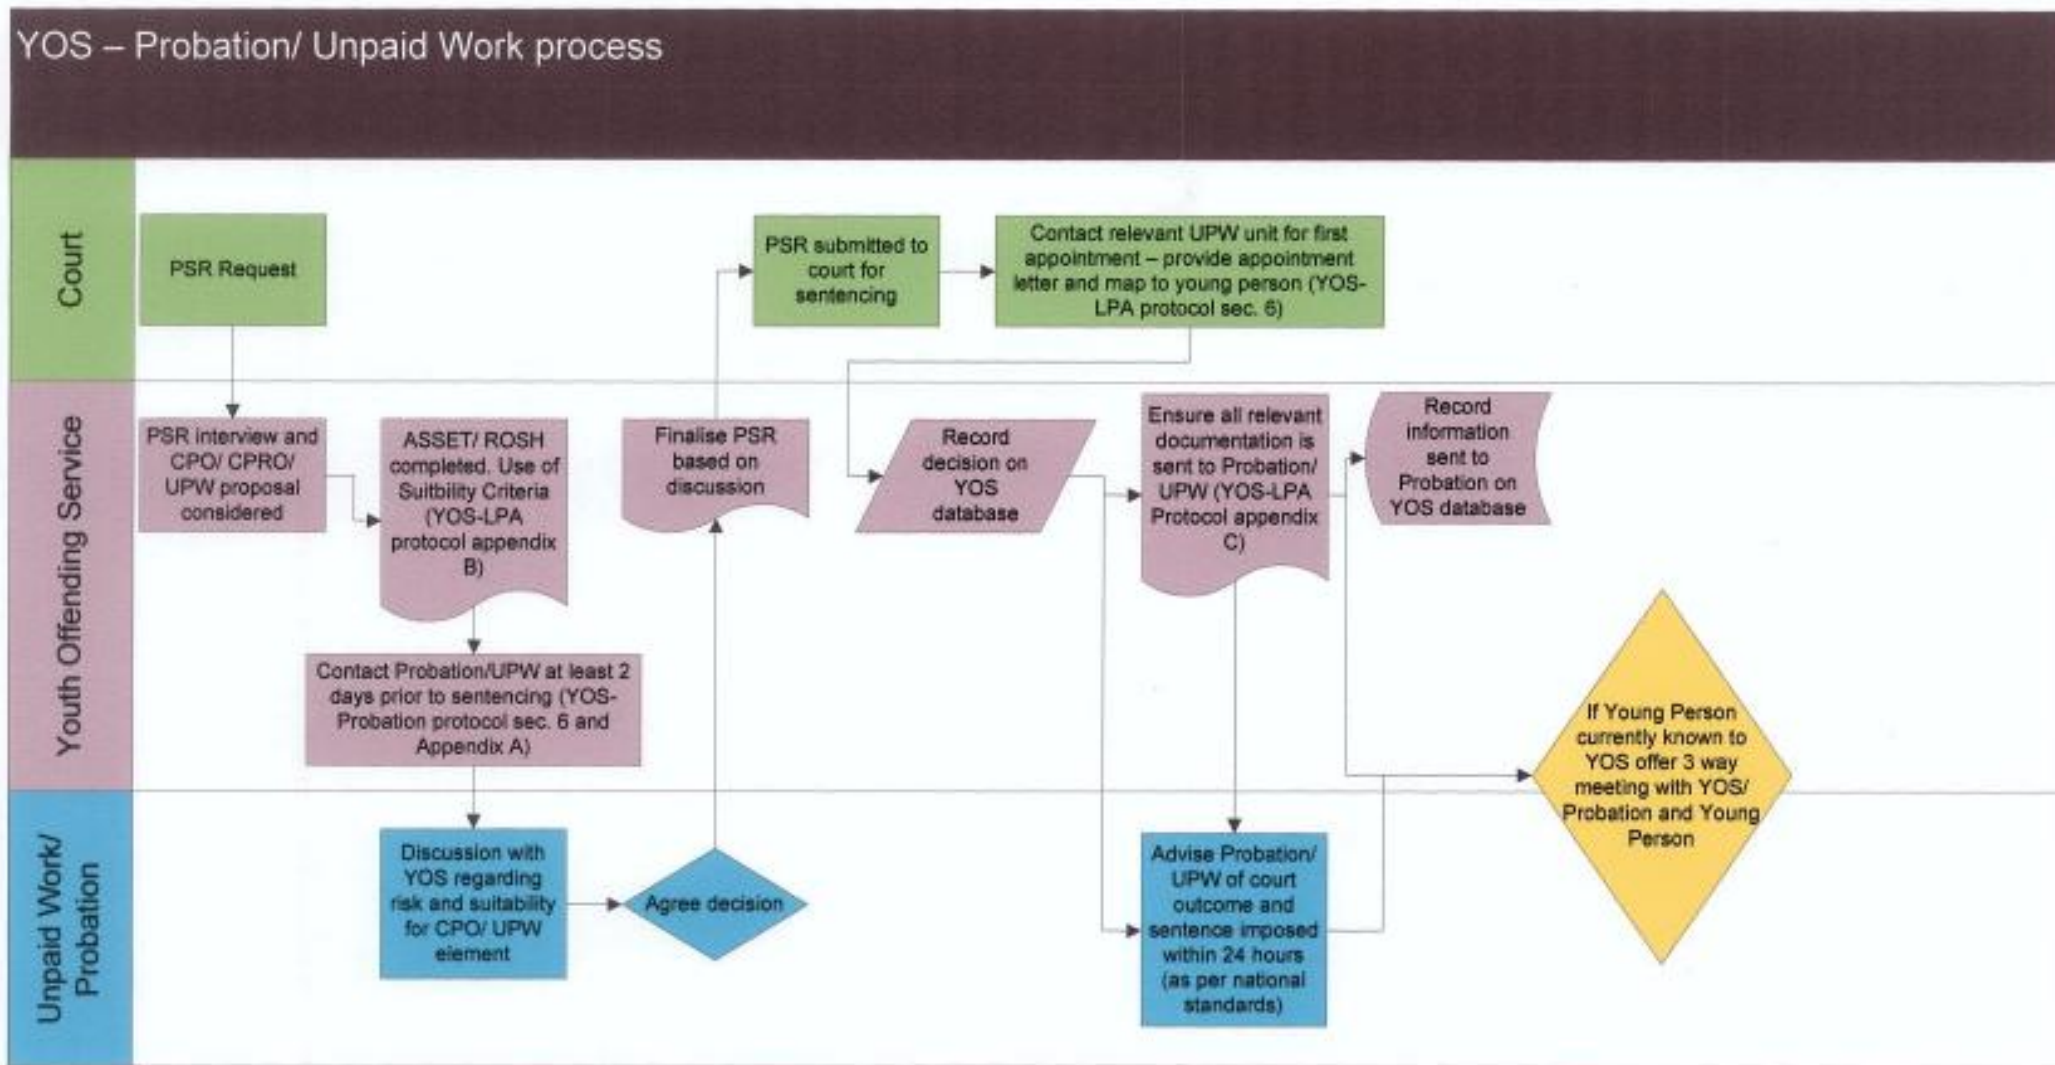 YOS – Probation/ Unpaid Work process
Court
PSR Request
PSR submitted to
court for
sentencing
Contact relevant UPW unit for first
appointment – provide appointment
letter and map to young person (YOS-
LPA protocol sec. 6)
Youth Offending Service
PSR interview and
CPO/ CPRO/
UPW proposal
considered
ASSET/ ROSH
completed. Use of
Suitbility Criteria
(YOS-LPA
protocol appendix
B)
Finalise PSR
based on
discussion
Record
decision on
YOS
database
Ensure all relevant
documentation is
sent to Probation/
UPW (YOS-LPA
Protocol appendix
C)
Record
information
sent to
Probation on
YOS database
Contact Probation/UPW at least 2
days prior to sentencing (YOS-
Probation protocol sec. 6 and
Appendix A)
If Young Person
currently known to
YOS offer 3 way
meeting with YOS/
Probation and Young
Person
Unpaid Work/
Probation
Discussion with
YOS regarding
risk and suitability
for CPO/ UPW
element
Agree decision
Advise Probation/
UPW of court
outcome and
sentence imposed
within 24 hours
(as per national
standards)